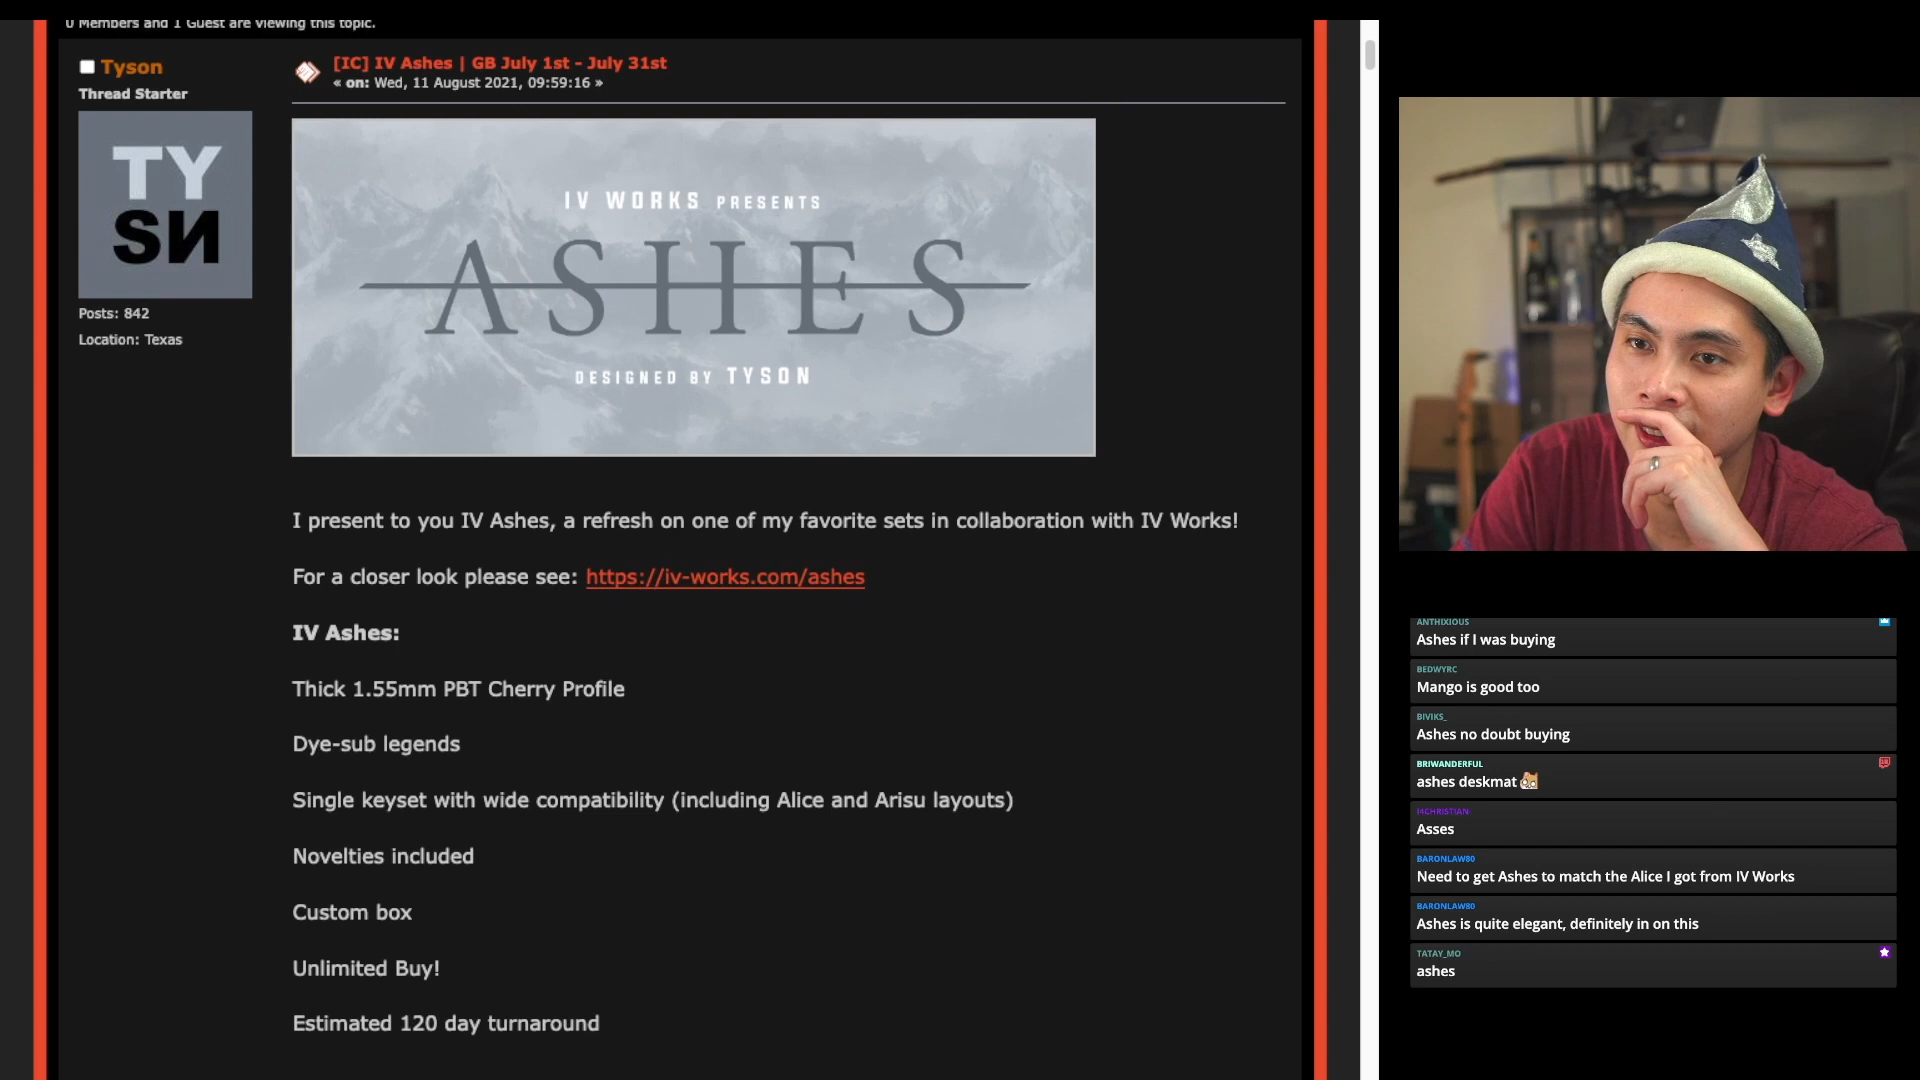 0 Members and 1 Guest are viewing this topic.
Tyson
Thread Starter
TY
SN
Posts: 842
Location: Texas
[IC] IV Ashes | GB July 1st - July 31st
« on: Wed, 11 August 2021, 09:59:16 »
IV WORKS PRESENTS
ASHES
DESIGNED BY TYSON
I present to you IV Ashes, a refresh on one of my favorite sets in collaboration with IV Works!
For a closer look please see: https://iv-works.com/ashes
IV Ashes:
Thick 1.55mm PBT Cherry Profile
Dye-sub legends
Single keyset with wide compatibility (including Alice and Arisu layouts)
Novelties included
Custom box
Unlimited Buy!
Estimated 120 day turnaround
ANTHIXIOUS
Ashes if I was buying
BEDWYRC
Mango is good too
BIVIKS_
Ashes no doubt buying
BRIWANDERFUL
ashes deskmat
I4CHRISTIAN
Asses
BARONLAW80
Need to get Ashes to match the Alice I got from IV Works
BARONLAW80
Ashes is quite elegant, definitely in on this
TATAY_MO
ashes